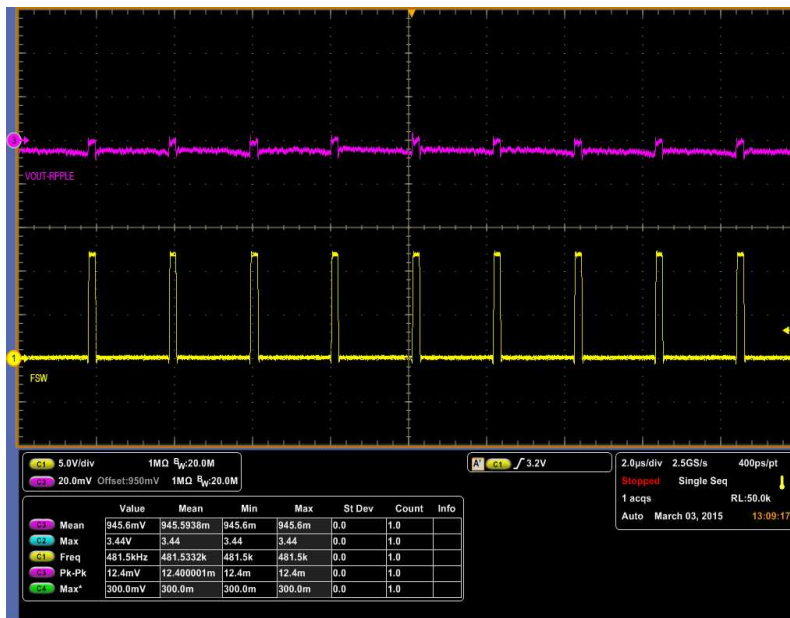 3
VOUT-RPPLE
1
FSW
C1 5.0V/div 1MΩ BW:20.0M
C3 20.0mV Offset:950mV 1MΩ BW:20.0M
A' C1 3.2V
2.0µs/div 2.5GS/s 400ps/pt
Stopped Single Seq
1 acqs RL:50.0k
Auto March 03, 2015 13:09:17
Value Mean Min Max St Dev Count Info
C3 Mean 945.6mV 945.5938m 945.6m 945.6m 0.0 1.0
C2 Max 3.44V 3.44 3.44 3.44 0.0 1.0
C1 Freq 481.5kHz 481.5332k 481.5k 481.5k 0.0 1.0
C3 Pk-Pk 12.4mV 12.400001m 12.4m 12.4m 0.0 1.0
C4 Max* 300.0mV 300.0m 300.0m 300.0m 0.0 1.0